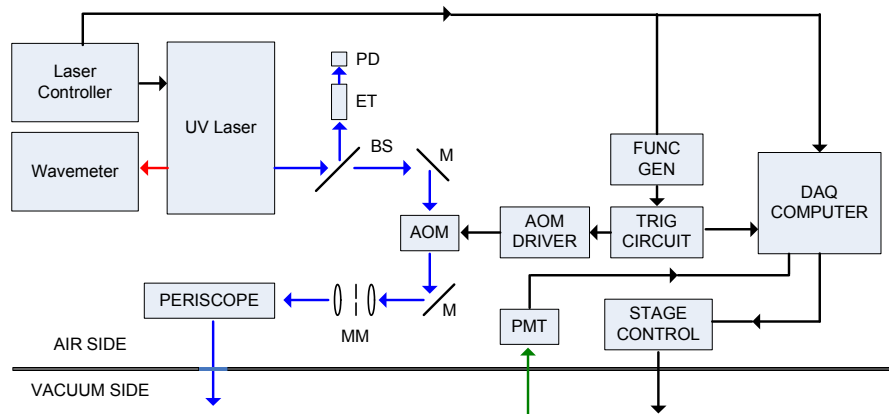 Laser
Controller
UV Laser
Wavemeter
PD
ET
BS
M
FUNC
GEN
DAQ
COMPUTER
AOM
AOM
DRIVER
TRIG
CIRCUIT
PERISCOPE
MM
M
PMT
STAGE
CONTROL
AIR SIDE
VACUUM SIDE